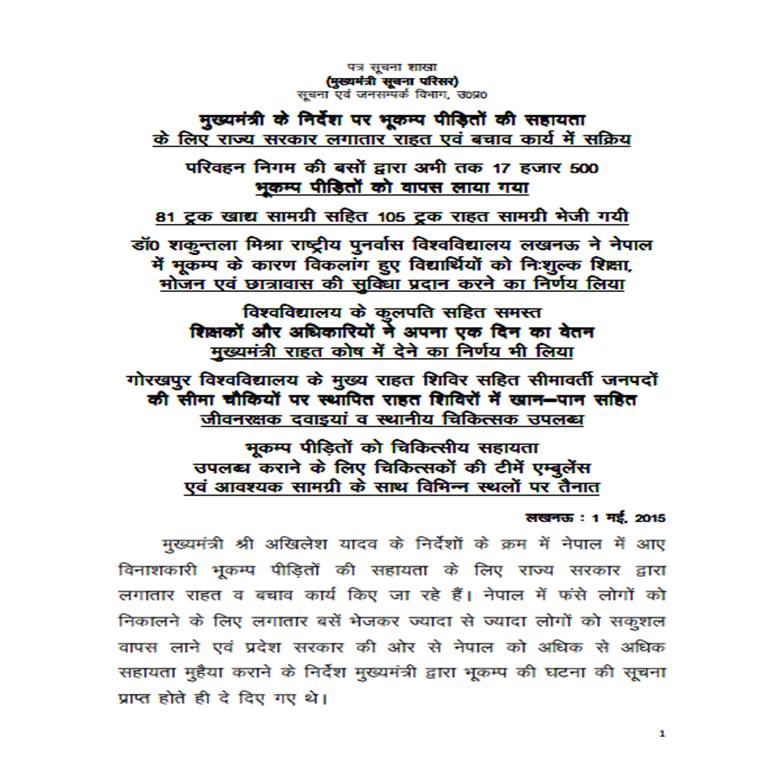 पत्र सूचना शाखा
(मुख्यमंत्री सूचना परिसर)
सूचना एवं जनसम्पर्क विभाग, उ0प्र0
मुख्यमंत्री के निर्देश पर भूकम्प पीड़ितों की सहायता
के लिए राज्य सरकार लगातार राहत एवं बचाव कार्य में सक्रिय
परिवहन निगम की बसों द्वारा अभी तक 17 हजार 500
भूकम्प पीड़ितों को वापस लाया गया
81 ट्रक खाद्य सामग्री सहित 105 ट्रक राहत सामग्री भेजी गयी
डॉ0 शकुन्तला मिश्रा राष्ट्रीय पुनर्वास विश्वविद्यालय लखनऊ ने नेपाल
में भूकम्प के कारण विकलांग हुए विद्यार्थियों को निःशुल्क शिक्षा,
भोजन एवं छात्रावास की सुविधा प्रदान करने का निर्णय लिया
विश्वविद्यालय के कुलपति सहित समस्त
शिक्षकों और अधिकारियों ने अपना एक दिन का वेतन
मुख्यमंत्री राहत कोष में देने का निर्णय भी लिया
गोरखपुर विश्वविद्यालय के मुख्य राहत शिविर सहित सीमावर्ती जनपदों
की सीमा चौकियों पर स्थापित राहत शिविरों में खान–पान सहित
जीवनरक्षक दवाइयां व स्थानीय चिकित्सक उपलब्ध
भूकम्प पीड़ितों को चिकित्सीय सहायता
उपलब्ध कराने के लिए चिकित्सकों की टीमें एम्बुलेंस
एवं आवश्यक सामग्री के साथ विभिन्न स्थलों पर तैनात
लखनऊ : 1 मई, 2015
मुख्यमंत्री श्री अखिलेश यादव के निर्देशों के क्रम में नेपाल में आए
विनाशकारी भूकम्प पीड़ितों की सहायता के लिए राज्य सरकार द्वारा
लगातार राहत व बचाव कार्य किए जा रहे हैं। नेपाल में फंसे लोगों को
निकालने के लिए लगातार बसें भेजकर ज्यादा से ज्यादा लोगों को सकुशल
वापस लाने एवं प्रदेश सरकार की ओर से नेपाल को अधिक से अधिक
सहायता मुहैया कराने के निर्देश मुख्यमंत्री द्वारा भूकम्प की घटना की सूचना
प्राप्त होते ही दे दिए गए थे।
1